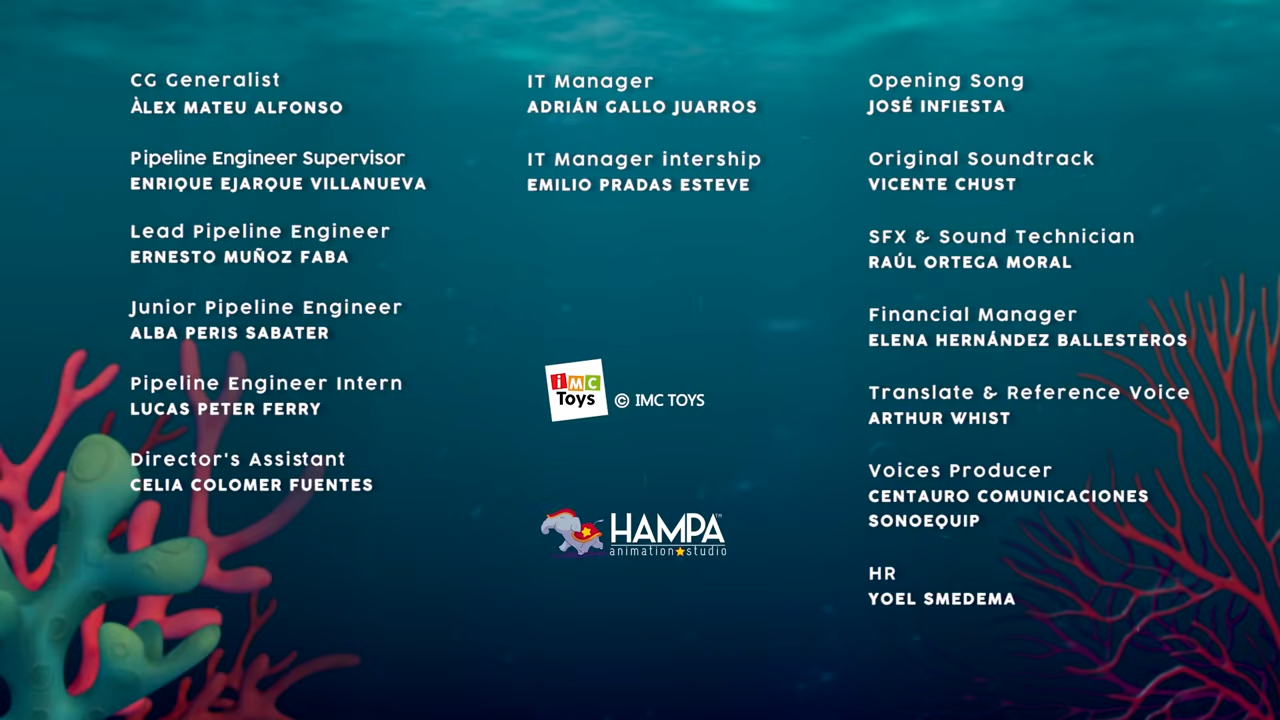 CG Generalist
ÀLEX MATEU ALFONSO
Pipeline Engineer Supervisor
ENRIQUE EJARQUE VILLANUEVA
Lead Pipeline Engineer
ERNESTO MUÑOZ FABA
Junior Pipeline Engineer
ALBA PERIS SABATER
Pipeline Engineer Intern
LUCAS PETER FERRY
Director's Assistant
CELIA COLOMER FUENTES
IT Manager
ADRIÁN GALLO JUARROS
IT Manager intership
EMILIO PRADAS ESTEVE
iMC
Toys
© IMC TOYS
HAMPA™
animation studio
Opening Song
JOSÉ INFIESTA
Original Soundtrack
VICENTE CHUST
SFX & Sound Technician
RAÚL ORTEGA MORAL
Financial Manager
ELENA HERNÁNDEZ BALLESTEROS
Translate & Reference Voice
ARTHUR WHIST
Voices Producer
CENTAURO COMUNICACIONES
SONOEQUIP
HR
YOEL SMEDEMA